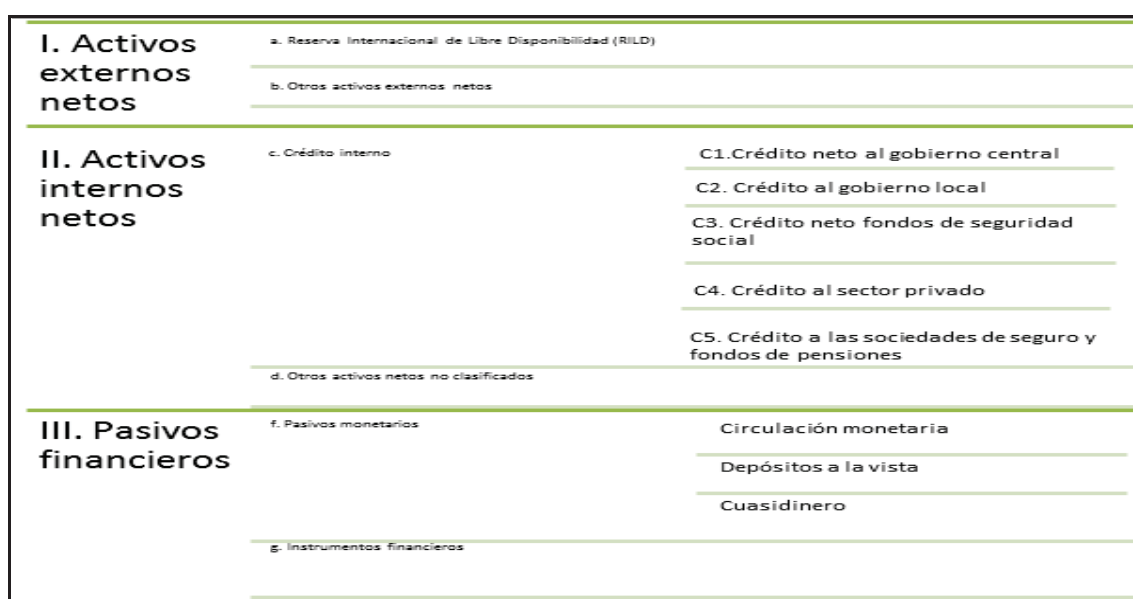 I. Activos
externos
netos
a. Reserva Internacional de Libre Disponibilidad (RILD)
b. Otros activos externos netos
II. Activos
internos
netos
c. Crédito interno
C1.Crédito neto al gobierno central
C2. Crédito al gobierno local
C3. Crédito neto fondos de seguridad
social
C4. Crédito al sector privado
C5. Crédito a las sociedades de seguro y
fondos de pensiones
d. Otros activos netos no clasificados
III. Pasivos
financieros
f. Pasivos monetarios
Circulación monetaria
Depósitos a la vista
Cuasidinero
g. Instrumentos financieros